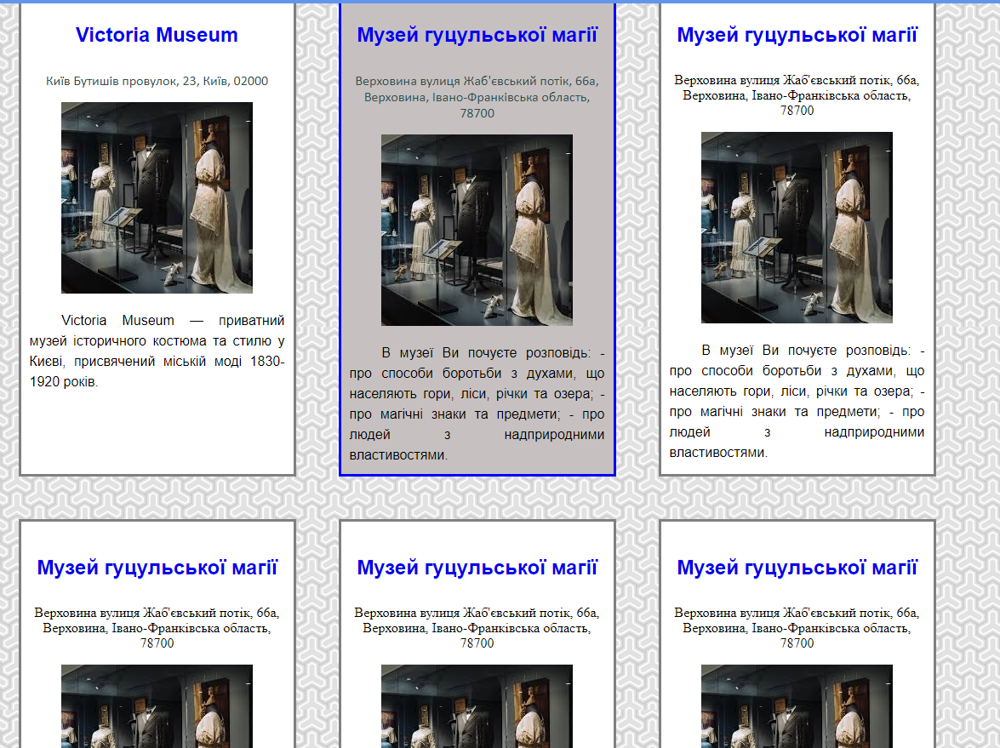 Victoria Museum
Київ Бутишів провулок, 23, Київ, 02000
Victoria Museum — приватний
музей історичного костюма та стилю у
Києві, присвячений міській моді 1830-
1920 років.
Музей гуцульської магії
Верховина вулиця Жаб'євський потік, 66а,
Верховина, Івано-Франківська область,
78700
В музеї Ви почуєте розповідь: -
про способи боротьби з духами, що
населяють гори, ліси, річки та озера; -
про магічні знаки та предмети; - про
людей з надприродними
властивостями.
Музей гуцульської магії
Верховина вулиця Жаб'євський потік, 66а,
Верховина, Івано-Франківська область,
78700
В музеї Ви почуєте розповідь: -
про способи боротьби з духами, що
населяють гори, ліси, річки та озера; -
про магічні знаки та предмети; - про
людей з надприродними
властивостями.
Музей гуцульської магії
Верховина вулиця Жаб'євський потік, 66а,
Верховина, Івано-Франківська область,
78700
Музей гуцульської магії
Верховина вулиця Жаб'євський потік, 66а,
Верховина, Івано-Франківська область,
78700
Музей гуцульської магії
Верховина вулиця Жаб'євський потік, 66а,
Верховина, Івано-Франківська область,
78700